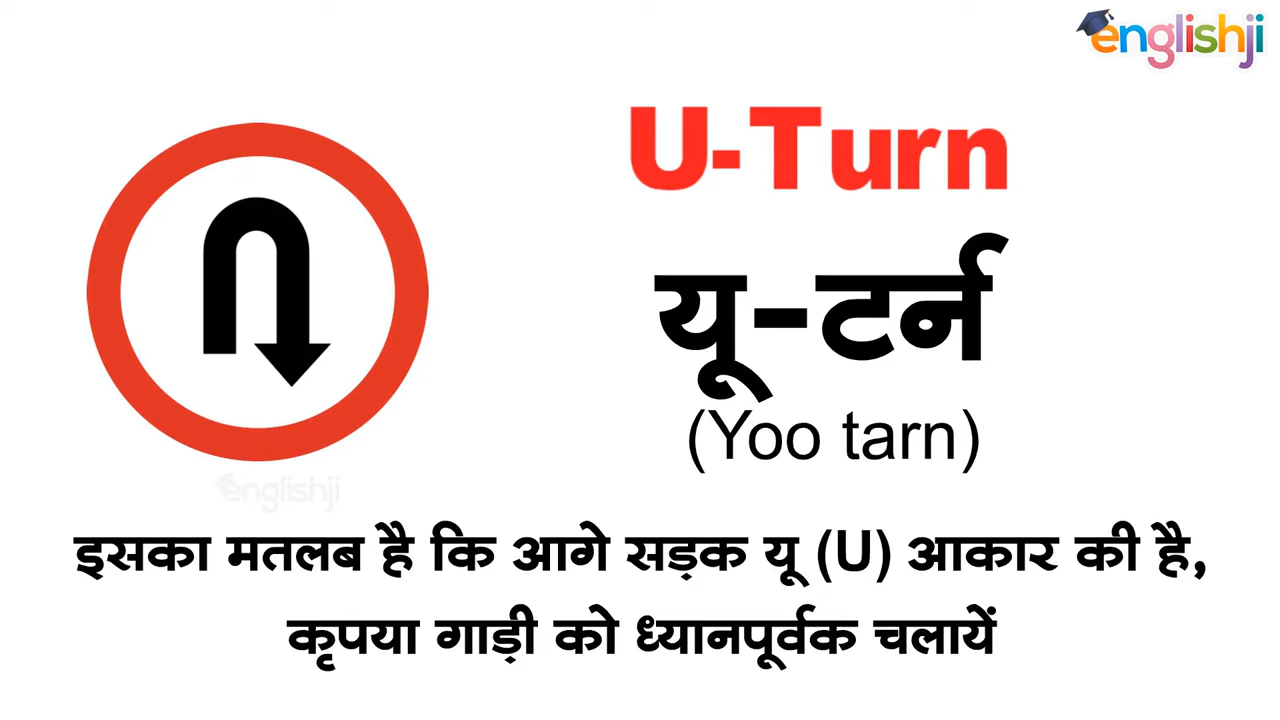 englishji
U-Turn
यू-टर्न
(Yoo tarn)
englishji
इसका मतलब है कि आगे सड़क यू (U) आकार की है,
कृपया गाड़ी को ध्यानपूर्वक चलायें